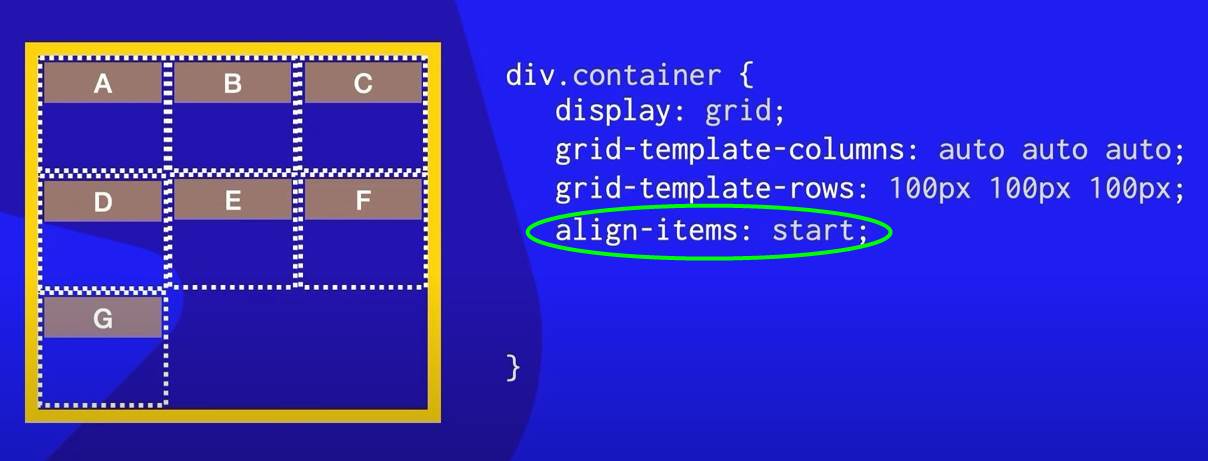 A B C
D E F
G
div.container {
display: grid;
grid-template-columns: auto auto auto;
grid-template-rows: 100px 100px 100px;
align-items: start;
}